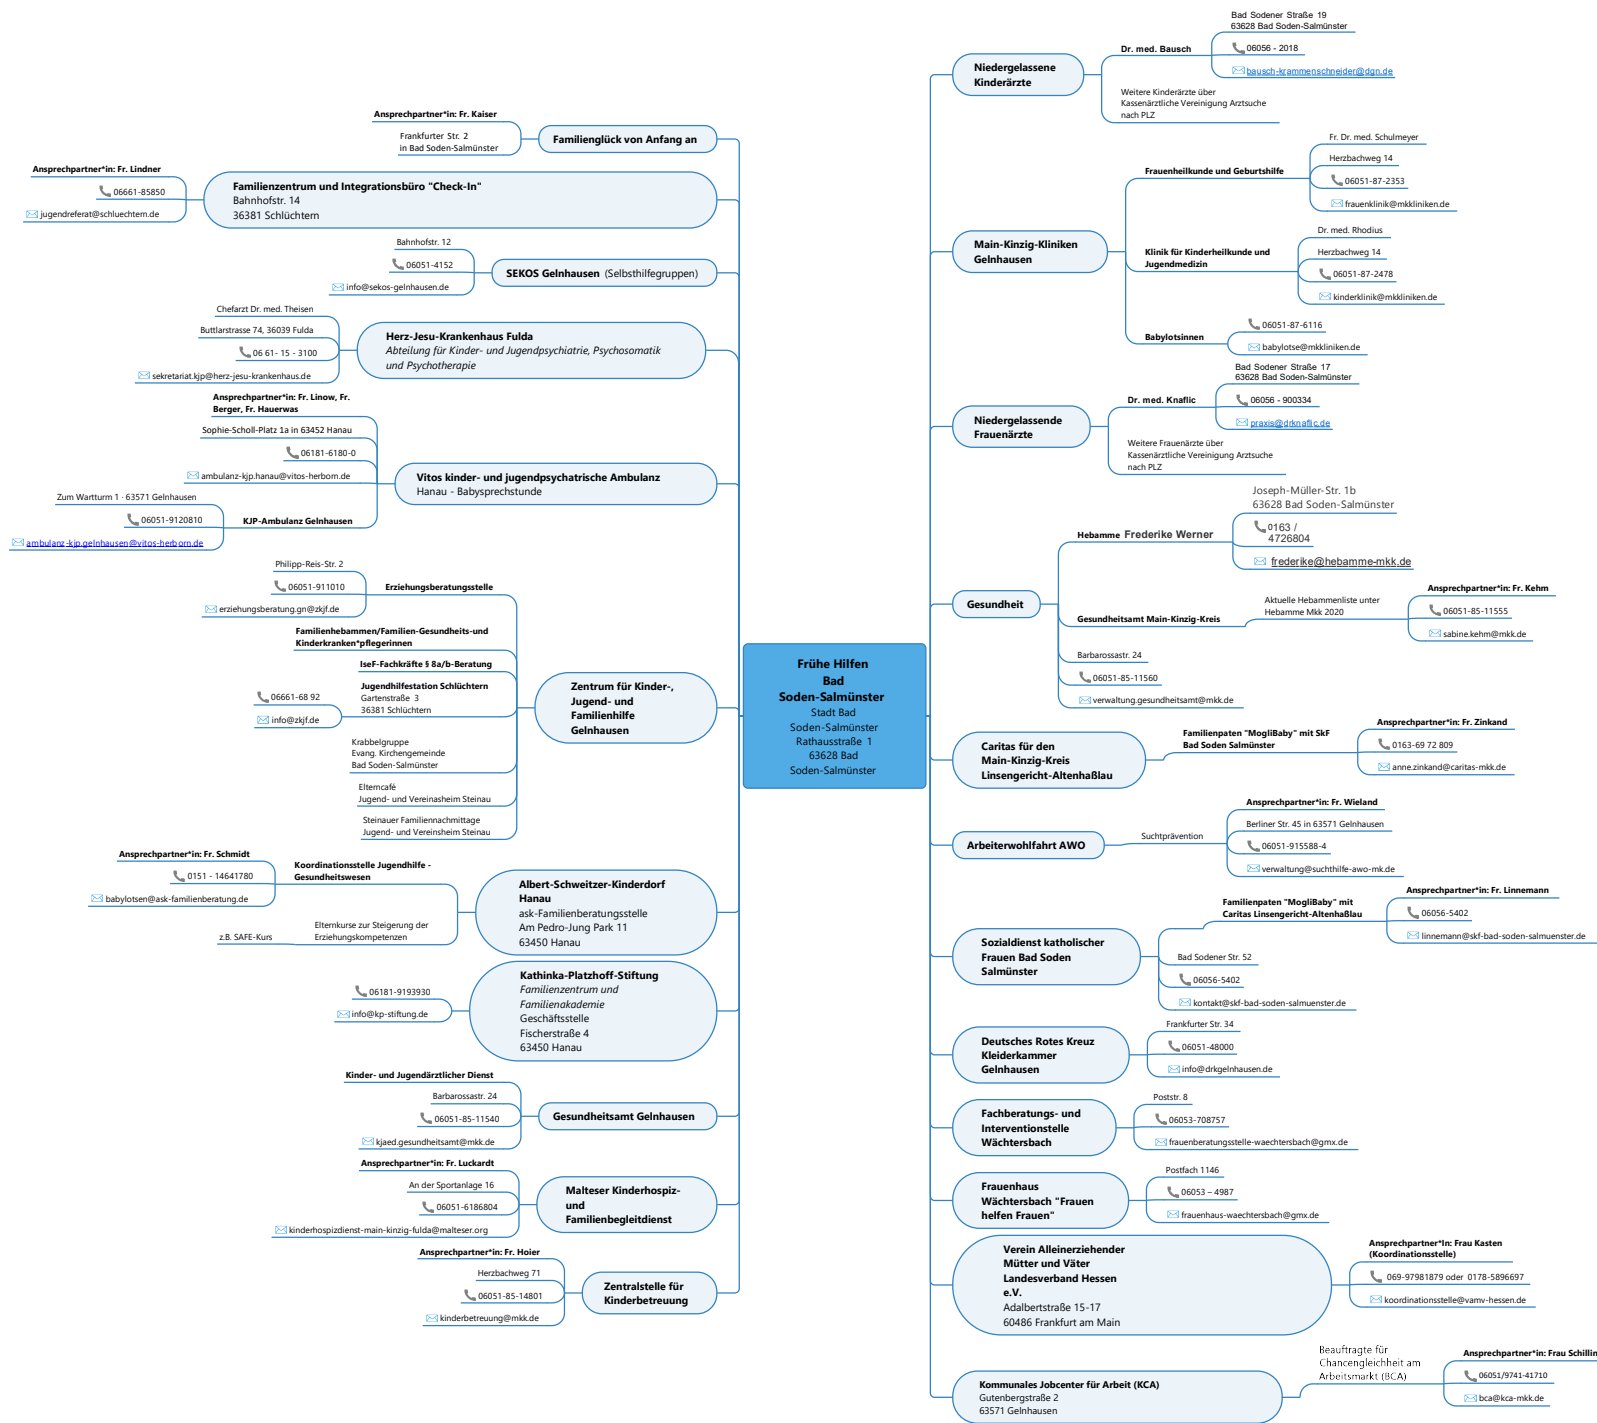 Frühe Hilfen
Bad
Soden-Salmünster
Stadt Bad
Soden-Salmünster
Rathausstraße 1
63628 Bad
Soden-Salmünster
Ansprechpartner*in: Fr. Kaiser
Frankfurter Str. 2
in Bad Soden-Salmünster
Familienglück von Anfang an
Ansprechpartner*in: Fr. Lindner
06661-85850
jugendreferat@schluechtern.de
Familienzentrum und Integrationsbüro "Check-In"
Bahnhofstr. 14
36381 Schlüchtern
Bahnhofstr. 12
06051-4152
info@sekos-gelnhausen.de
SEKOS Gelnhausen (Selbsthilfegruppen)
Chefarzt Dr. med. Theisen
Buttlarstrasse 74, 36039 Fulda
06 61- 15 - 3100
sekretariat.kjp@herz-jesu-krankenhaus.de
Herz-Jesu-Krankenhaus Fulda
Abteilung für Kinder- und Jugendpsychiatrie, Psychosomatik
und Psychotherapie
Ansprechpartner*in: Fr. Linow, Fr.
Berger, Fr. Hauerwas
Sophie-Scholl-Platz 1a in 63452 Hanau
06181-6180-0
ambulanz-kjp.hanau@vitos-herborn.de
Zum Wartturm 1 · 63571 Gelnhausen
06051-9120810
ambulanz-kjp.gelnhausen@vitos-herborn.de
KJP-Ambulanz Gelnhausen
Vitos kinder- und jugendpsychatrische Ambulanz
Hanau - Babysprechstunde
Philipp-Reis-Str. 2
06051-911010
erziehungsberatung.gn@zkjf.de
Erziehungsberatungsstelle
Familienhebammen/Familien-Gesundheits-und
Kinderkranken*pflegerinnen
IseF-Fachkräfte § 8a/b-Beratung
06661-68 92
info@zkjf.de
Jugendhilfestation Schlüchtern
Gartenstraße 3
36381 Schlüchtern
Krabbelgruppe
Evang. Kirchengemeinde
Bad Soden-Salmünster
Elterncafé
Jugend- und Vereinasheim Steinau
Steinauer Familiennachmittage
Jugend- und Vereinsheim Steinau
Zentrum für Kinder-,
Jugend- und
Familienhilfe
Gelnhausen
Ansprechpartner*in: Fr. Schmidt
0151 - 14641780
babylotsen@ask-familienberatung.de
Koordinationsstelle Jugendhilfe -
Gesundheitswesen
z.B. SAFE-Kurs
Elternkurse zur Steigerung der
Erziehungskompetenzen
Albert-Schweitzer-Kinderdorf
Hanau
ask-Familienberatungsstelle
Am Pedro-Jung Park 11
63450 Hanau
06181-9193930
info@kp-stiftung.de
Kathinka-Platzhoff-Stiftung
Familienzentrum und
Familienakademie
Geschäftsstelle
Fischerstraße 4
63450 Hanau
Kinder- und Jugendärztlicher Dienst
Barbarossastr. 24
06051-85-11540
kjaed.gesundheitsamt@mkk.de
Gesundheitsamt Gelnhausen
Ansprechpartner*in: Fr. Luckardt
An der Sportanlage 16
06051-6186804
kinderhospizdienst-main-kinzig-fulda@malteser.org
Malteser Kinderhospiz-
und
Familienbegleitdienst
Ansprechpartner*in: Fr. Hoier
Herzbachweg 71
06051-85-14801
kinderbetreuung@mkk.de
Zentralstelle für
Kinderbetreuung
Niedergelassene
Kinderärzte
Dr. med. Bausch
Bad Sodener Straße 19
63628 Bad Soden-Salmünster
06056 - 2018
bausch-krammenschneider@dgn.de
Weitere Kinderärzte über
Kassenärztliche Vereinigung Arztsuche
nach PLZ
Main-Kinzig-Kliniken
Gelnhausen
Frauenheilkunde und Geburtshilfe
Fr. Dr. med. Schulmeyer
Herzbachweg 14
06051-87-2353
frauenklinik@mkkliniken.de
Klinik für Kinderheilkunde und
Jugendmedizin
Dr. med. Rhodius
Herzbachweg 14
06051-87-2478
kinderklinik@mkkliniken.de
Babylotsinnen
06051-87-6116
babylotse@mkkliniken.de
Niedergelassende
Frauenärzte
Dr. med. Knaflic
Bad Sodener Straße 17
63628 Bad Soden-Salmünster
06056 - 900334
praxis@drknaflic.de
Weitere Frauenärzte über
Kassenärztliche Vereinigung Arztsuche
nach PLZ
Gesundheit
Hebamme Frederike Werner
Joseph-Müller-Str. 1b
63628 Bad Soden-Salmünster
0163 /
4726804
frederike@hebamme-mkk.de
Gesundheitsamt Main-Kinzig-Kreis
Aktuelle Hebammenliste unter
Hebamme Mkk 2020
Ansprechpartner*in: Fr. Kehm
06051-85-11555
sabine.kehm@mkk.de
Barbarossastr. 24
06051-85-11560
verwaltung.gesundheitsamt@mkk.de
Caritas für den
Main-Kinzig-Kreis
Linsengericht-Altenhaßlau
Familienpaten "MogliBaby" mit SkF
Bad Soden Salmünster
Ansprechpartner*in: Fr. Zinkand
0163-69 72 809
anne.zinkand@caritas-mkk.de
Arbeiterwohlfahrt AWO
Suchtprävention
Ansprechpartner*in: Fr. Wieland
Berliner Str. 45 in 63571 Gelnhausen
06051-915588-4
verwaltung@suchthilfe-awo-mk.de
Sozialdienst katholischer
Frauen Bad Soden
Salmünster
Familienpaten "MogliBaby" mit
Caritas Linsengericht-Altenhaßlau
Ansprechpartner*in: Fr. Linnemann
06056-5402
linnemann@skf-bad-soden-salmuenster.de
Bad Sodener Str. 52
06056-5402
kontakt@skf-bad-soden-salmuenster.de
Deutsches Rotes Kreuz
Kleiderkammer
Gelnhausen
Frankfurter Str. 34
06051-48000
info@drkgelnhausen.de
Fachberatungs- und
Interventionstelle
Wächtersbach
Poststr. 8
06053-708757
frauenberatungsstelle-waechtersbach@gmx.de
Frauenhaus
Wächtersbach "Frauen
helfen Frauen"
Postfach 1146
06053 – 4987
frauenhaus-waechtersbach@gmx.de
Verein Alleinerziehender
Mütter und Väter
Landesverband Hessen
e.V.
Adalbertstraße 15-17
60486 Frankfurt am Main
Ansprechpartner*In: Frau Kasten
(Koordinationsstelle)
069-97981879 oder 0178-5896697
koordinationsstelle@vamv-hessen.de
Kommunales Jobcenter für Arbeit (KCA)
Gutenbergstraße 2
63571 Gelnhausen
Beauftragte für
Chancengleichheit am
Arbeitsmarkt (BCA)
Ansprechpartner*in: Frau Schillin
06051/9741-41710
bca@kca-mkk.de